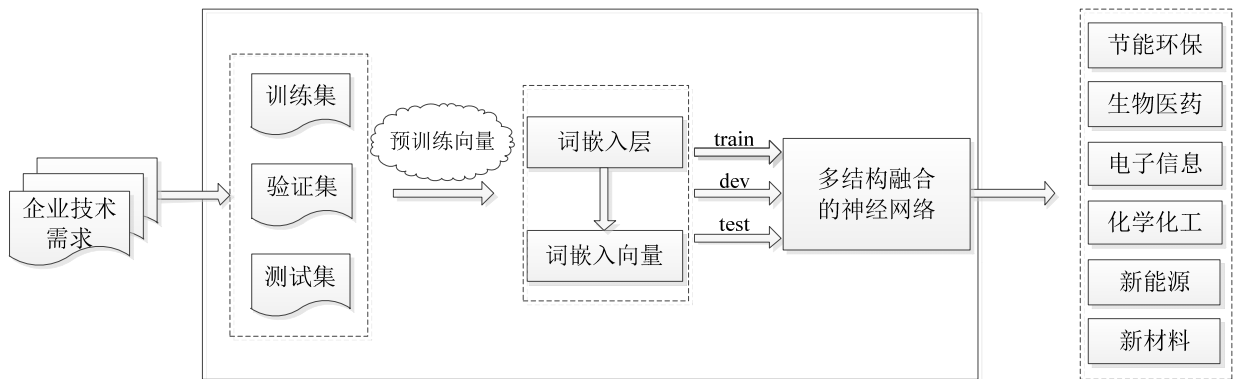 企业技术
需求
训练集
验证集
测试集
预训练向量
词嵌入层
词嵌入向量
train
dev
test
多结构融合
的神经网络
节能环保
生物医药
电子信息
化学化工
新能源
新材料